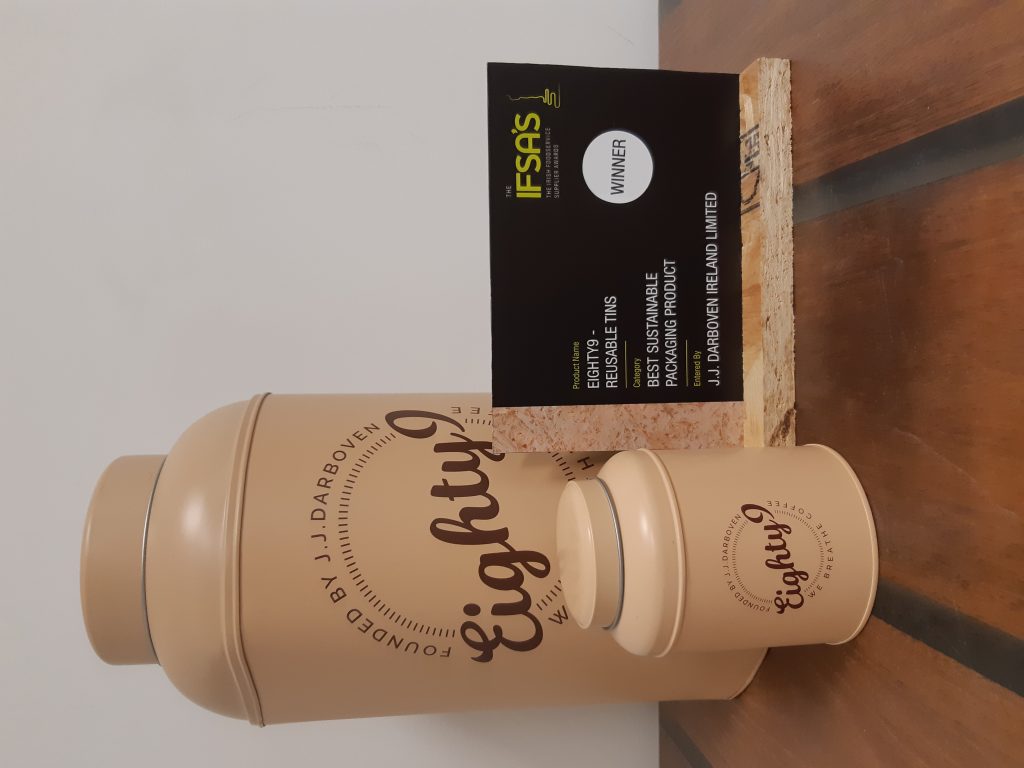 FOUNDED BY J.J.DARBOVEN
Eighty9
FOUNDED BY J.J.DARBOVEN
Eighty9
WE BREATHE COFFEE
THE
IFSA'S
THE IRISH FOODSERVICE
SUPPLIER AWARDS
WINNER
Product Name
EIGHTY9 -
REUSABLE TINS
Category
BEST SUSTAINABLE
PACKAGING PRODUCT
Entered By
J.J. DARBOVEN IRELAND LIMITED